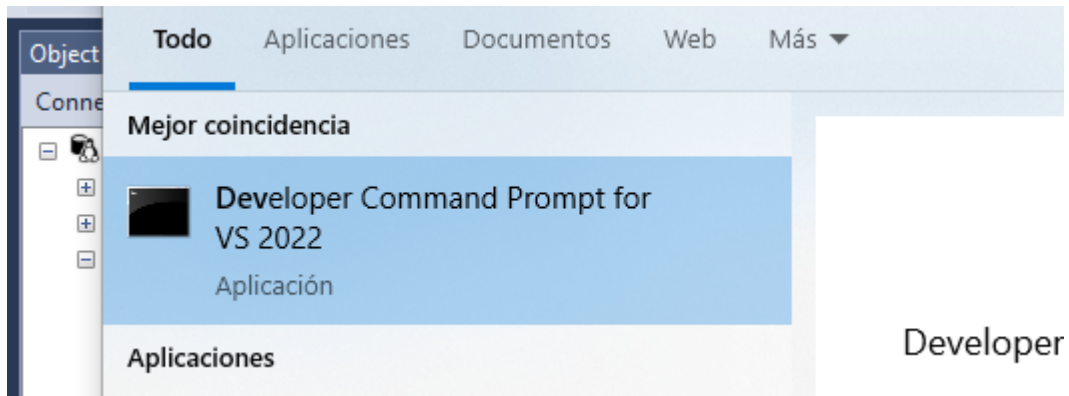 Object
Conne
Todo Aplicaciones Documentos Web Más
Mejor coincidencia
Developer Command Prompt for
VS 2022
Aplicación
Aplicaciones
Developer